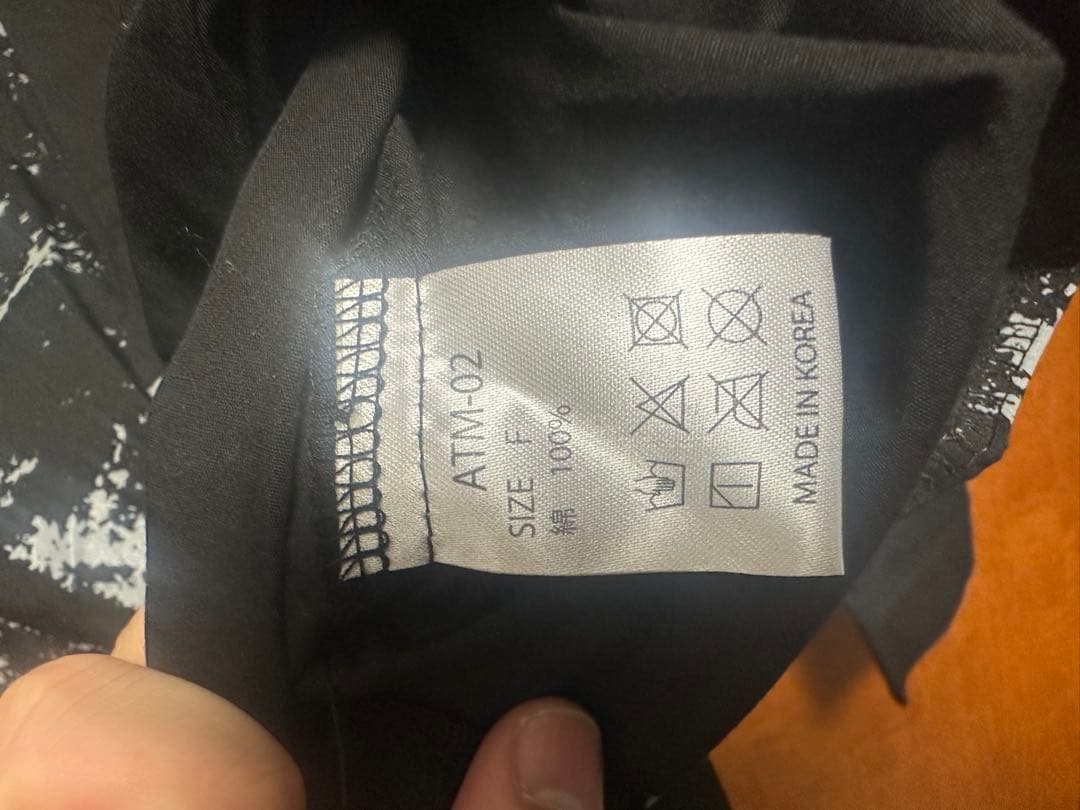 ATM-02
SIZE F
綿 100%
MADE IN KOREA